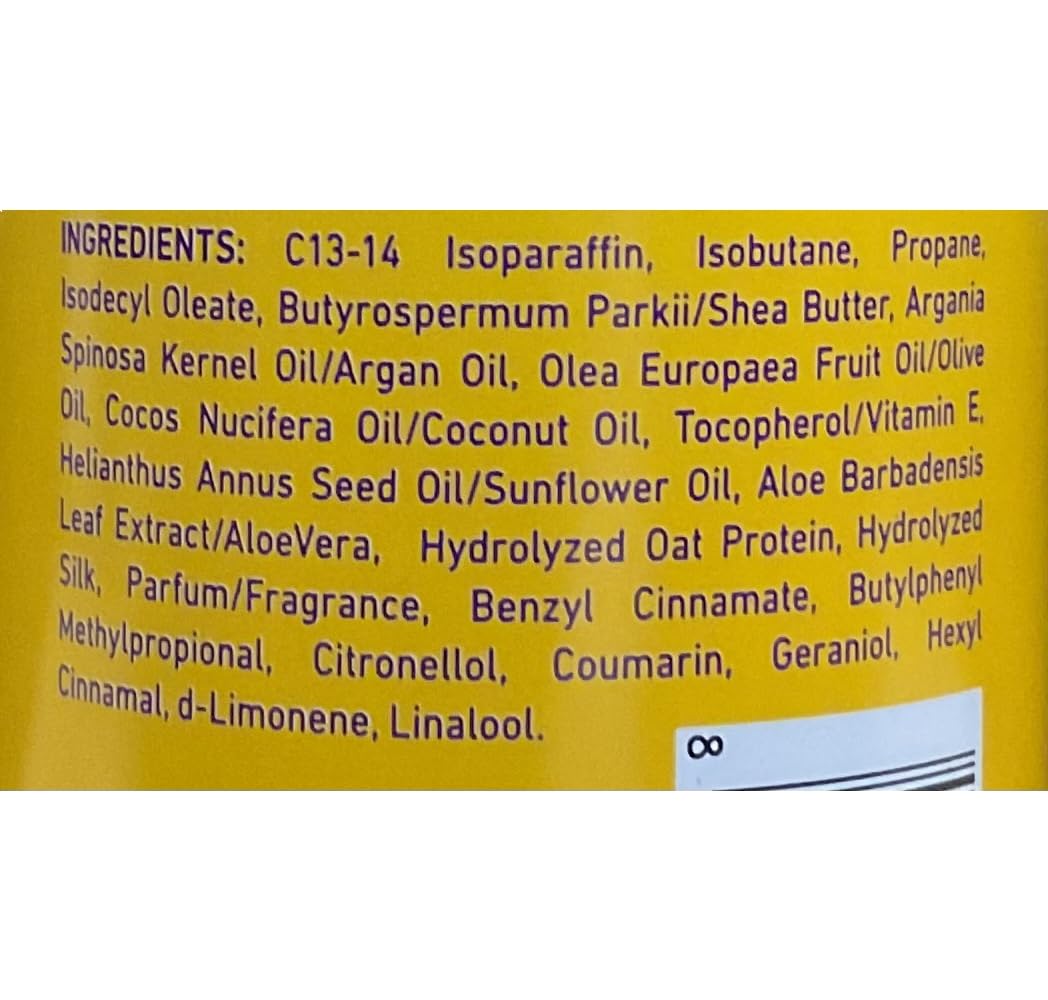 INGREDIENTS: C13-14 Isoparaffin, Isobutane, Propane,
Isodecyl Oleate, Butyrospermum Parkii/Shea Butter, Argania
Spinosa Kernel Oil/Argan Oil, Olea Europaea Fruit Oil/Olive
Oil, Cocos Nucifera Oil/Coconut Oil, Tocopherol/Vitamin E,
Helianthus Annus Seed Oil/Sunflower Oil, Aloe Barbadensis
Leaf Extract/AloeVera, Hydrolyzed Oat Protein, Hydrolyzed
Silk, Parfum/Fragrance, Benzyl Cinnamate, Butylphenyl
Methylpropional, Citronellol, Coumarin, Geraniol, Hexyl
Cinnamal, d-Limonene, Linalool.
8